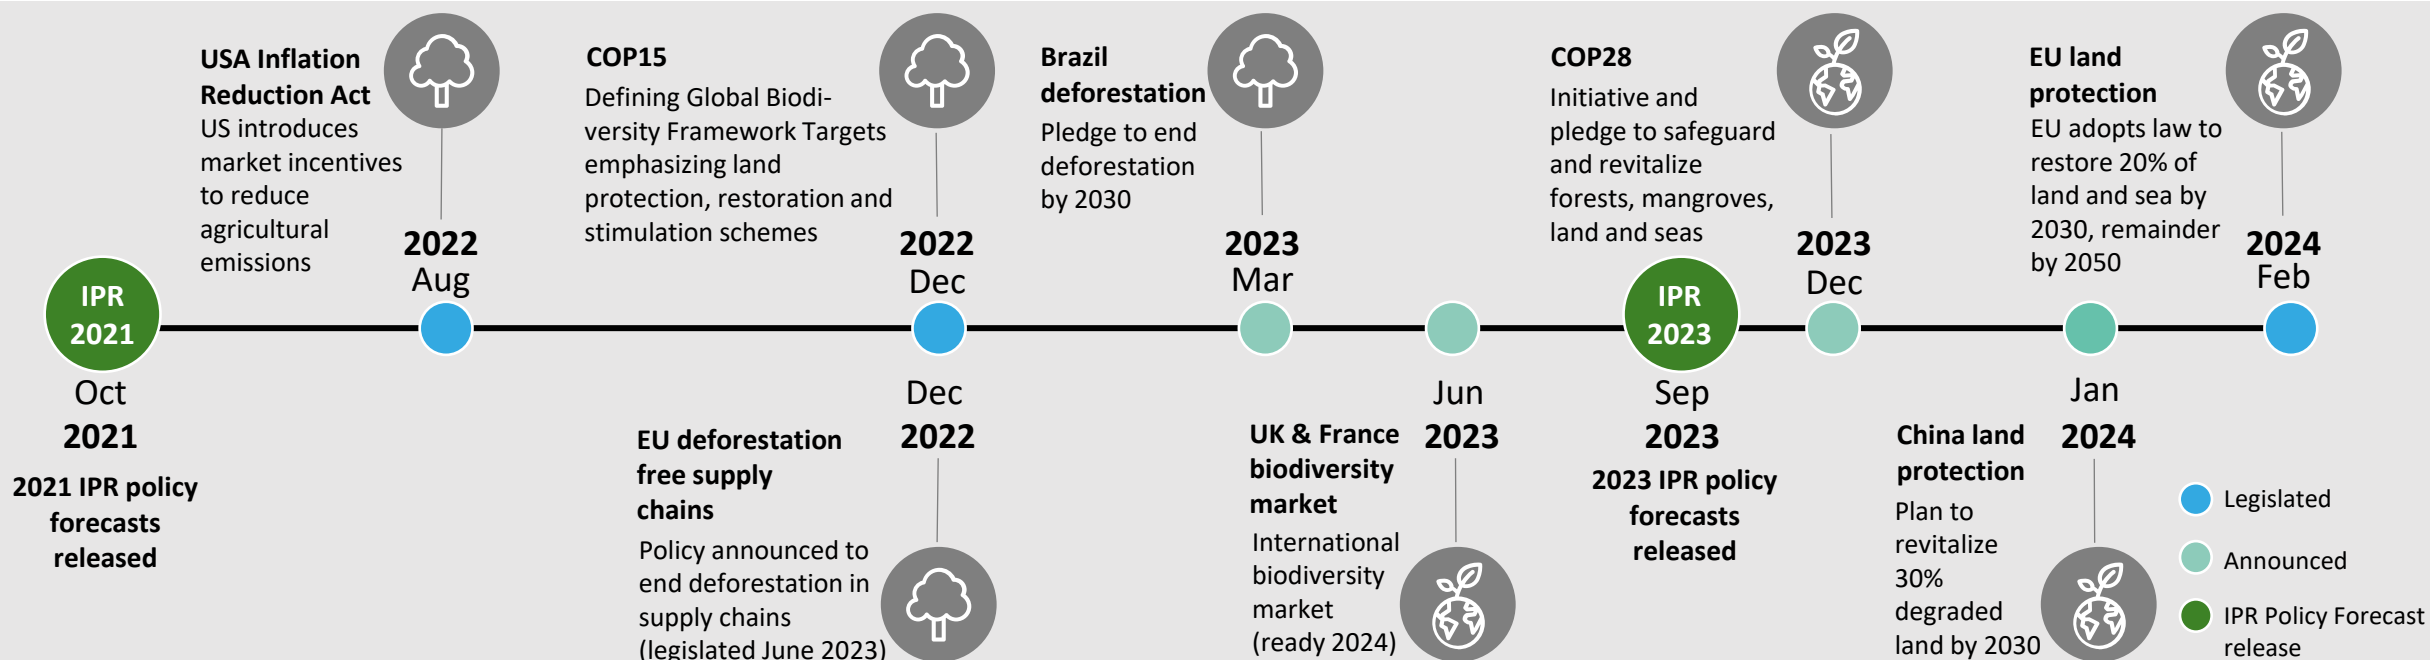 IPR
2021
Oct
2021
2021 IPR policy
forecasts
released
USA Inflation
Reduction Act
US introduces
market incentives
to reduce
agricultural
emissions
2022
Aug
COP15
Defining Global Biodi-
versity Framework Targets
emphasizing land
protection, restoration and
stimulation schemes
2022
Dec
Dec
2022
EU deforestation
free supply
chains
Policy announced to
end deforestation in
supply chains
(legislated June 2023)
Brazil
deforestation
Pledge to end
deforestation
by 2030
2023
Mar
Jun
2023
UK & France
biodiversity
market
International
biodiversity
market
(ready 2024)
IPR
2023
Sep
2023
2023 IPR policy
forecasts
released
COP28
Initiative and
pledge to safeguard
and revitalize
forests, mangroves,
land and seas
2023
Dec
Jan
2024
China land
protection
Plan to
revitalize
30%
degraded
land by 2030
EU land
protection
EU adopts law to
restore 20% of
land and sea by
2030, remainder
by 2050
2024
Feb
Legislated
Announced
IPR Policy Forecast
release